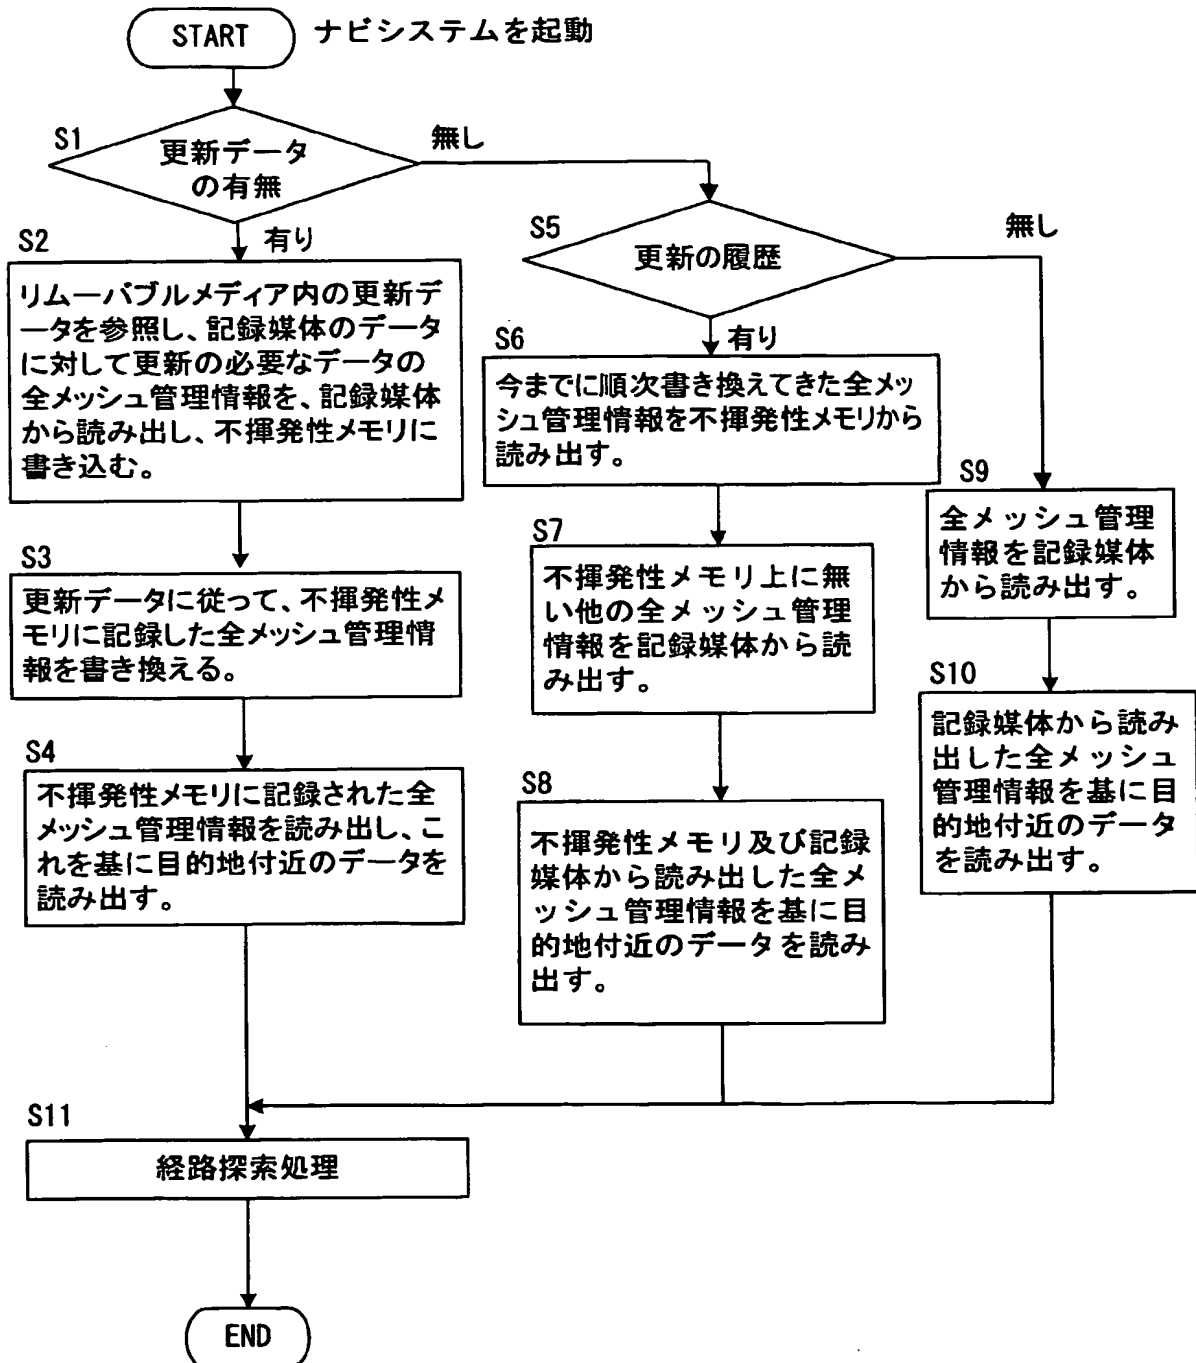 START
ナビシステムを起動
S1
更新データ
の有無
無し
有り
S2
リムーバブルメディア内の更新デ
ータを参照し、記録媒体のデータ
に対して更新の必要なデータの
全メッシュ管理情報を、記録媒体
から読み出し、不揮発性メモリに
書き込む。
S3
更新データに従って、不揮発性メ
モリに記録した全メッシュ管理情
報を書き換える。
S4
不揮発性メモリに記録された全
メッシュ管理情報を読み出し、こ
れを基に目的地付近のデータを
読み出す。
S5
更新の履歴
無し
有り
S6
今までに順次書き換えてきた全メッ
シュ管理情報を不揮発性メモリから
読み出す。
S7
不揮発性メモリ上に無
い他の全メッシュ管理
情報を記録媒体から読
み出す。
S8
不揮発性メモリ及び記録
媒体から読み出した全メ
ッシュ管理情報を基に目
的地付近のデータを読み
出す。
S9
全メッシュ管理
情報を記録媒体
から読み出す。
S10
記録媒体から読み
出した全メッシュ
管理情報を基に目
的地付近のデータ
を読み出す。
S11
経路探索処理
END